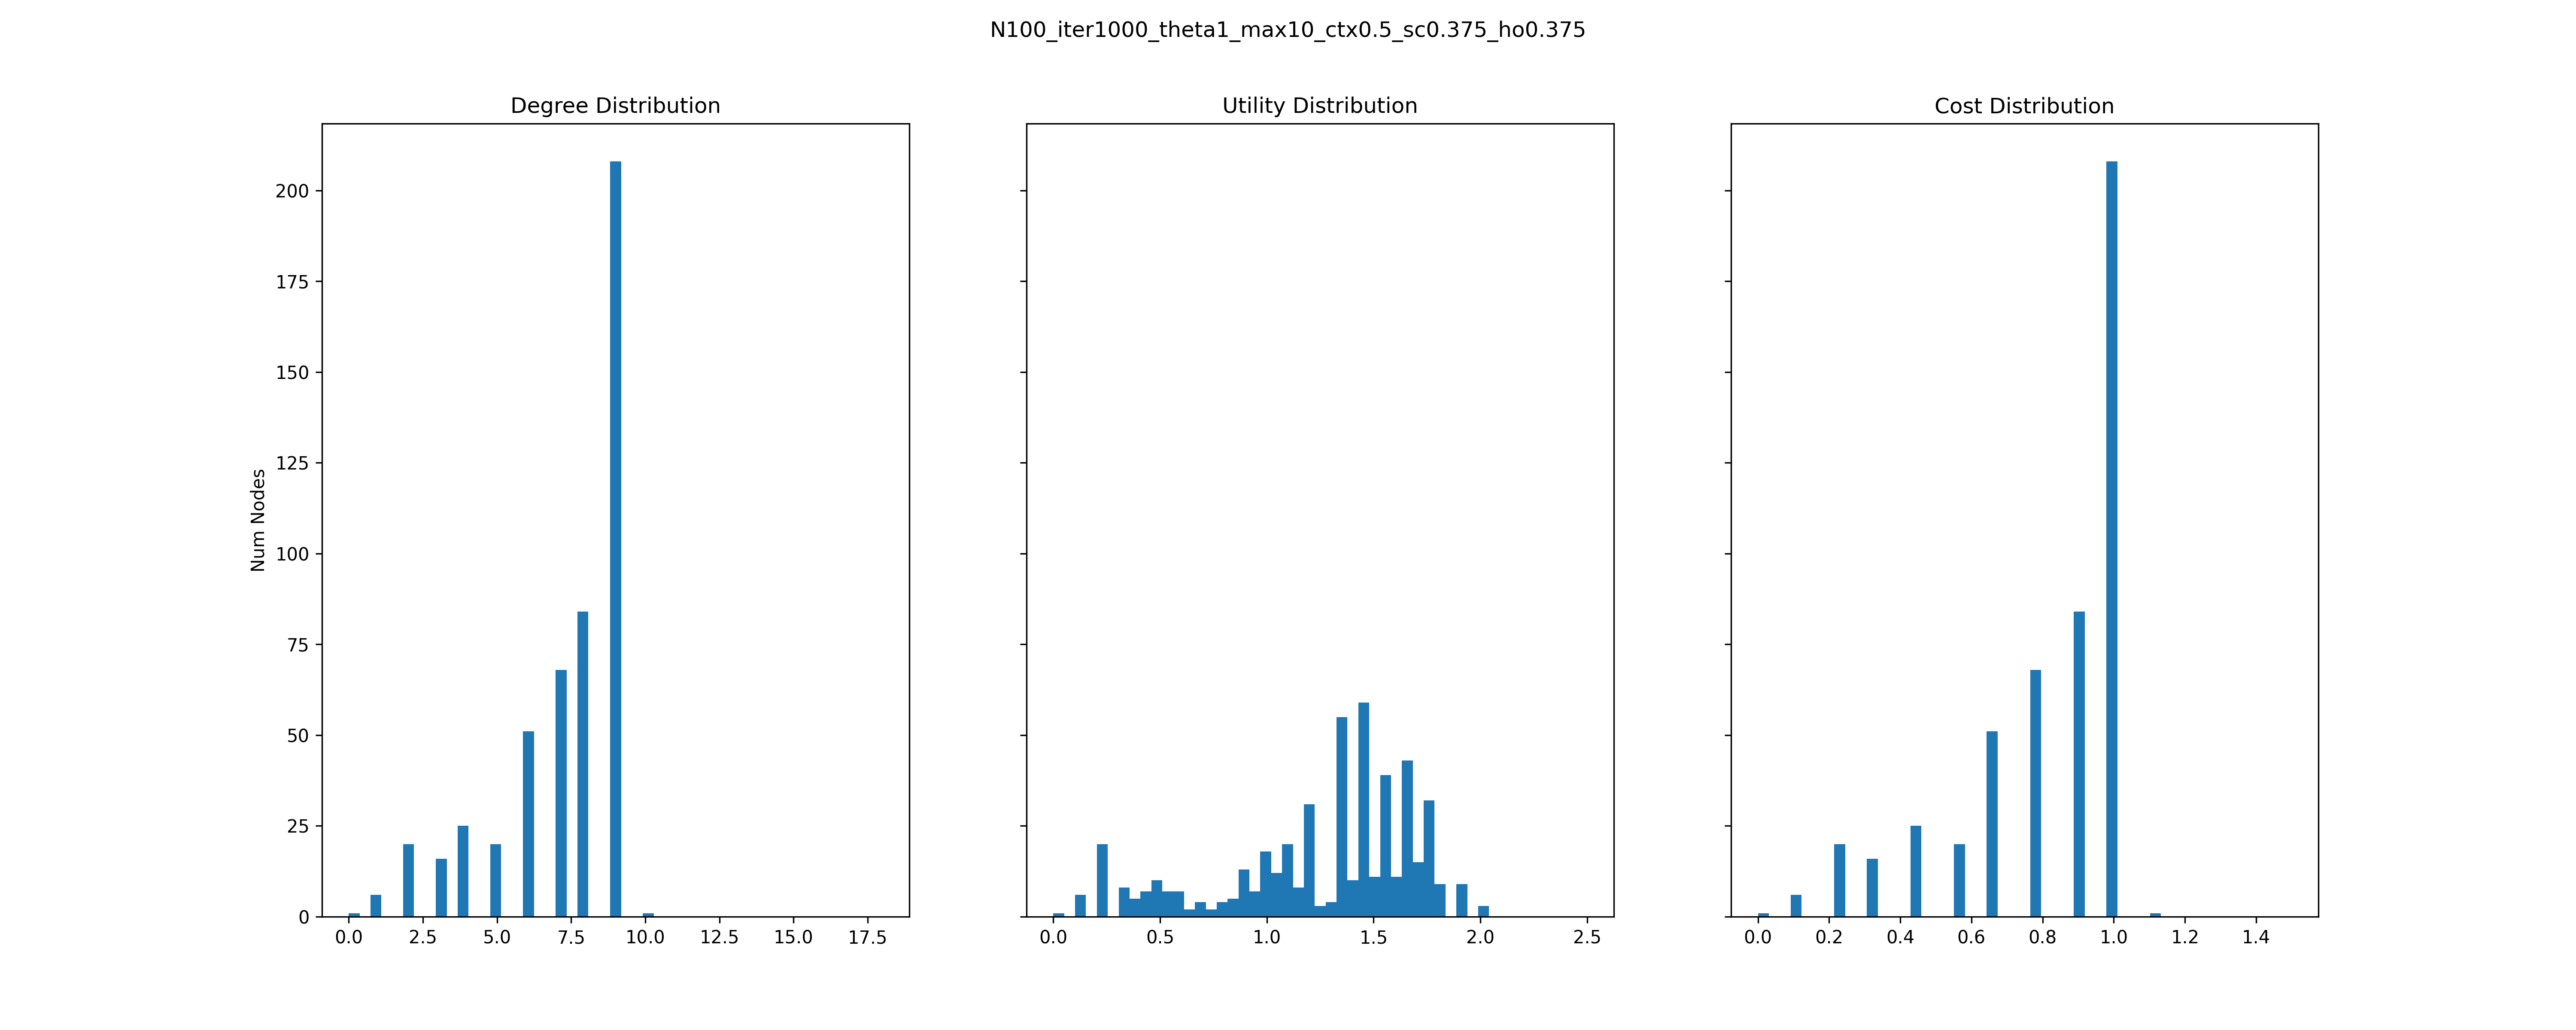 N100_iter1000_theta1_max10_ctx0.5_sc0.375_ho0.375
Degree Distribution
Num Nodes
200
175
150
125
100
75
50
25
0
0.0 2.5 5.0 7.5 10.0 12.5 15.0 17.5
Utility Distribution
0.0 0.5 1.0 1.5 2.0 2.5
Cost Distribution
0.0 0.2 0.4 0.6 0.8 1.0 1.2 1.4